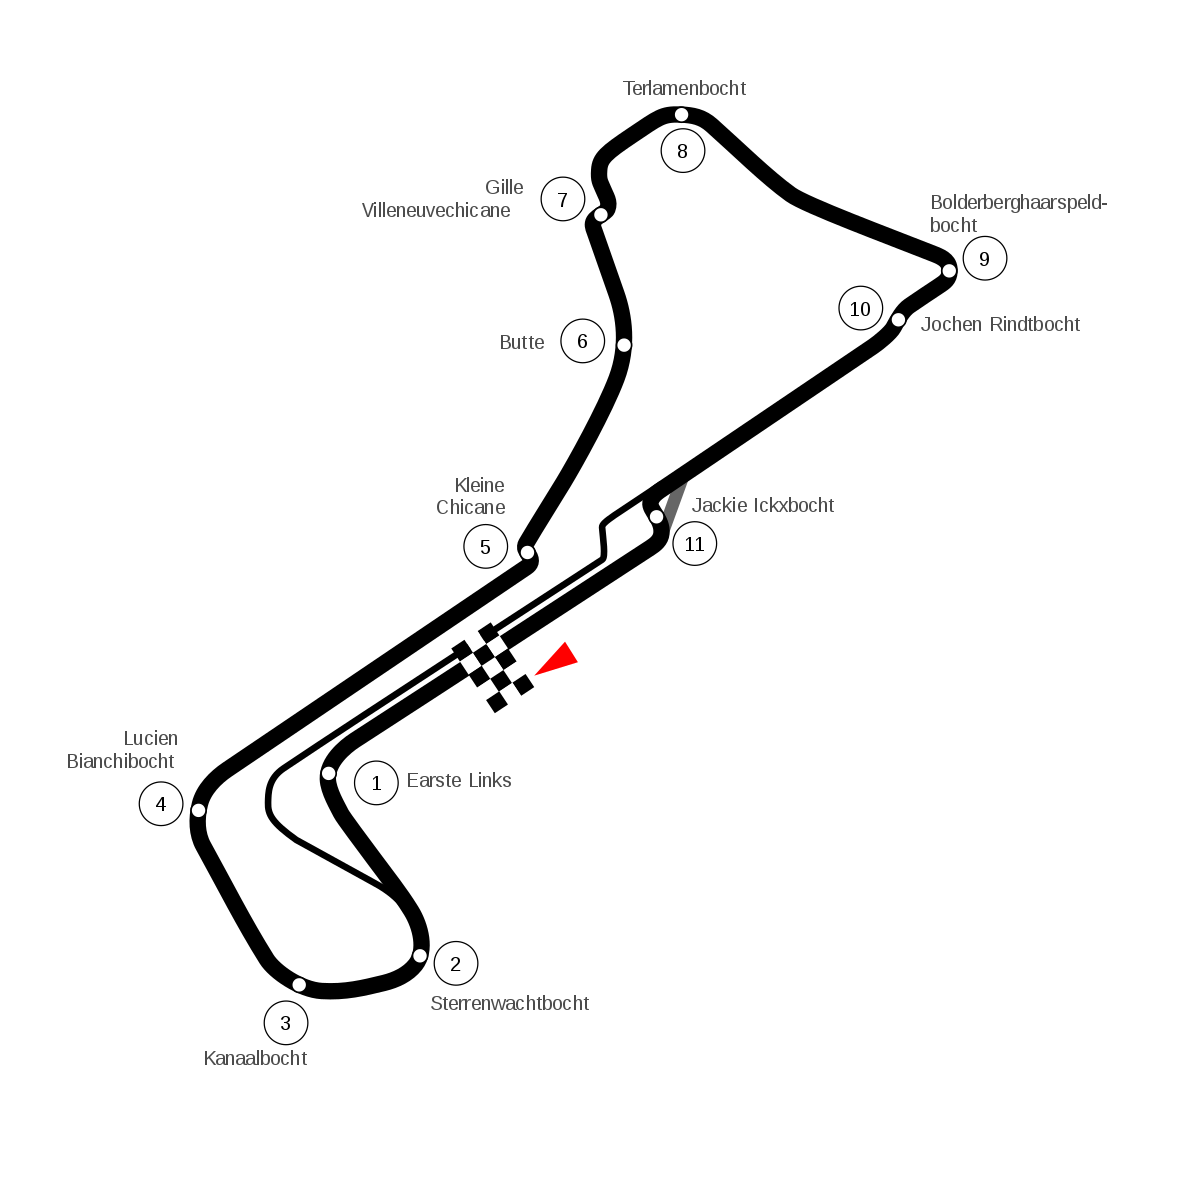 Terlamenbocht
8
Gille
Villeneuvechicane
7
Bolderberghaarspeld-
bocht
9
10
Jochen Rindtbocht
Butte
6
Kleine
Chicane
5
Jackie Ickxbocht
11
Lucien
Bianchibocht
4
1
Earste Links
2
Sterrenwachtbocht
3
Kanaalbocht